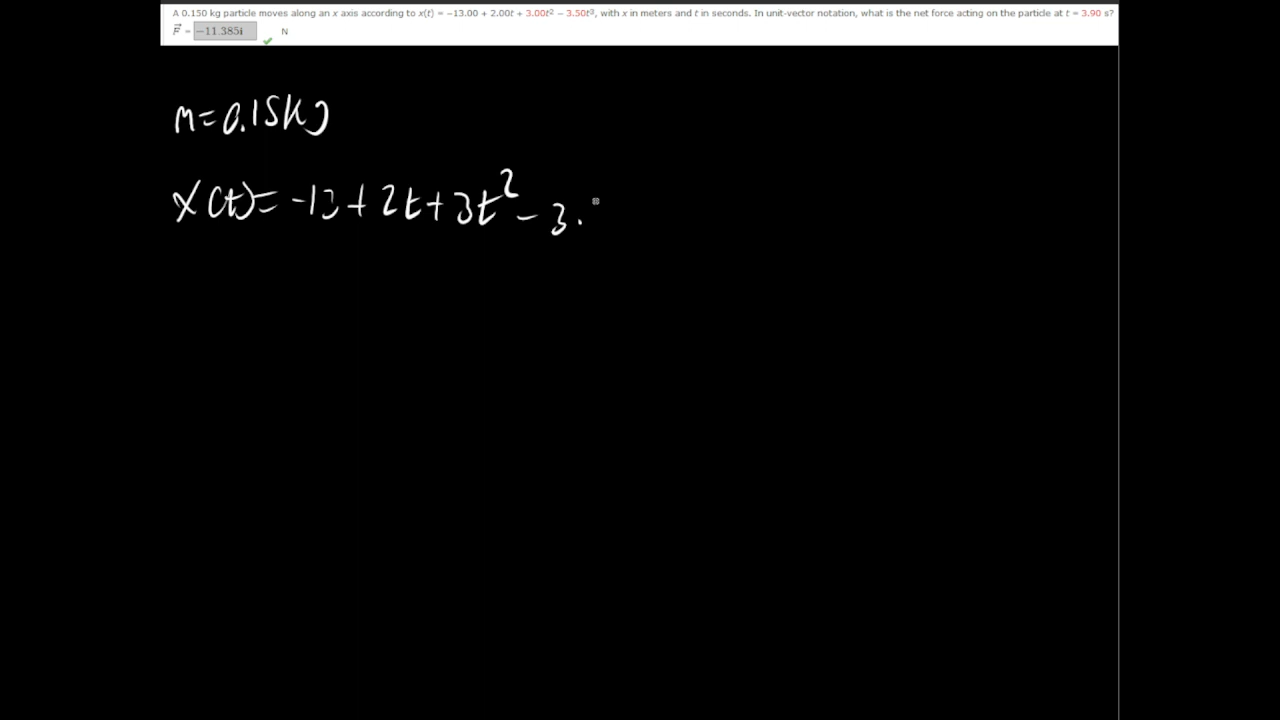 A 0.150 kg particle moves along an x axis according to x(t) = −13.00 + 2.00t + 3.00t² − 3.50t³, with x in meters and t in seconds. In unit-vector notation, what is the net force acting on the particle at t = 3.90 s?
F⃗ = −11.385i N
m=0.15kg
x(t)= -13+2t+3t² - 3.